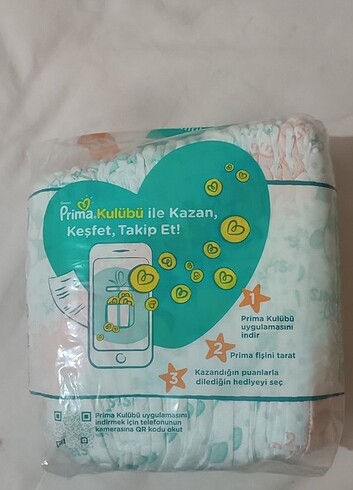 Prima Kulübü ile Kazan,
Keşfet, Takip Et!
1
Prima Kulübü
uygulamasını
indir
2 Prima fişini tarat
3 Kazandığın puanlarla
dilediğin hediyeyi seç
Prima Kulübü uygulamasını
indirmek için telefonunun
kamerasına QR kodu okut